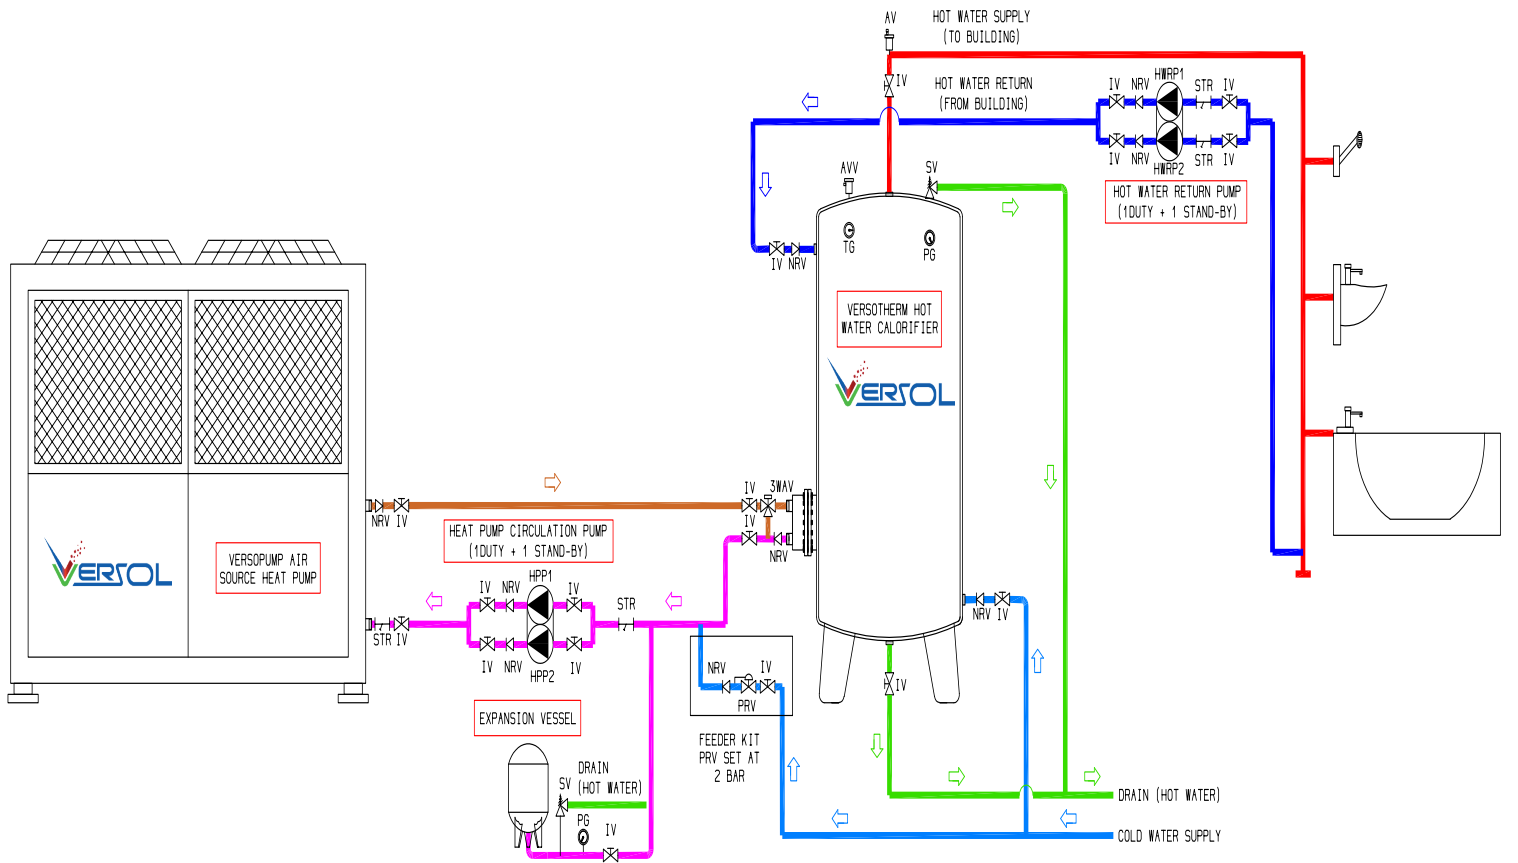 AV
HOT WATER SUPPLY
(TO BUILDING)
IV
HOT WATER RETURN
(FROM BUILDING)
IV
NRV
HWRP1
STR
IV
IV
NRV
HWRP2
STR
IV
HOT WATER RETURN PUMP
(1DUTY + 1 STAND-BY)
AVV
SV
TG
PG
IV
NRV
VERSOTHERM HOT
WATER CALORIFIER
VERSOL
NRV
IV
IV
3WAV
IV
NRV
HEAT PUMP CIRCULATION PUMP
(1DUTY + 1 STAND-BY)
VERSOL
VERSOPUMP AIR
SOURCE HEAT PUMP
HPP1
IV
NRV
IV
STR
STR
IV
IV
NRV
HPP2
IV
NRV
IV
NRV
IV
PRV
IV
EXPANSION VESSEL
FEEDER KIT
PRV SET AT
2 BAR
DRAIN
(HOT WATER)
SV
PG
IV
DRAIN (HOT WATER)
COLD WATER SUPPLY